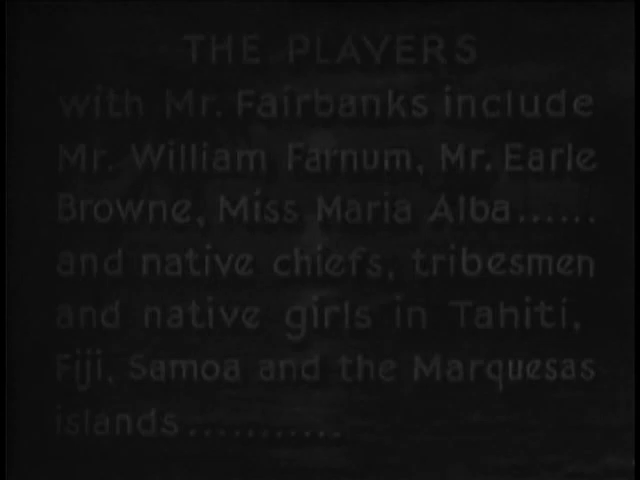 THE PLAYERS
with Mr. Fairbanks include
Mr. William Farnum, Mr. Earle
Browne, Miss Maria Alba......
and native chiefs, tribesmen
and native girls in Tahiti,
Fiji, Samoa and the Marquesas
islands...........